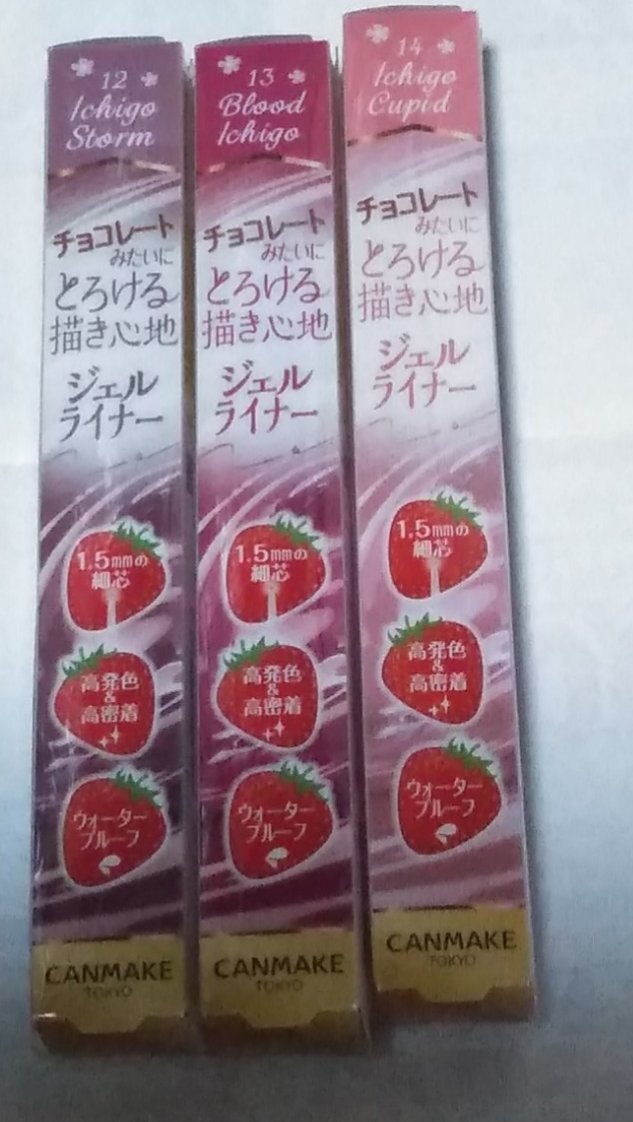 12
Ichigo
Storm
チョコレート
みたいに
とろける
描き心地
ジェル
ライナー
1.5mmの
細芯
高発色
&
高密着
ウォーター
プルーフ
CANMAKE
TOKYO
13
Blood
Ichigo
チョコレート
みたいに
とろける
描き心地
ジェル
ライナー
1.5mmの
細芯
高発色
&
高密着
ウォーター
プルーフ
CANMAKE
TOKYO
14
Ichigo
Cupid
チョコレート
みたいに
とろける
描き心地
ジェル
ライナー
1.5mmの
細芯
高発色
&
高密着
ウォーター
プルーフ
CANMAKE
TOKYO